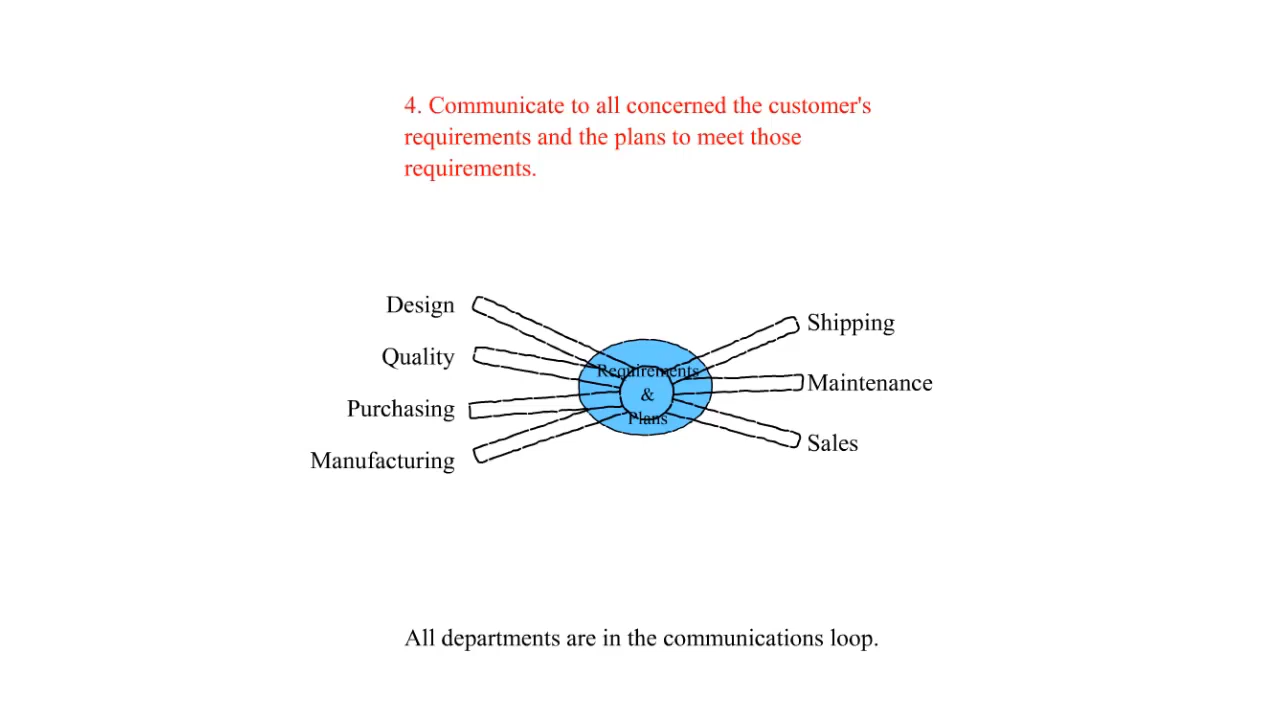 4. Communicate to all concerned the customer's
requirements and the plans to meet those
requirements.
Design
Quality
Purchasing
Manufacturing
Requirements
&
Plans
Shipping
Maintenance
Sales
All departments are in the communications loop.